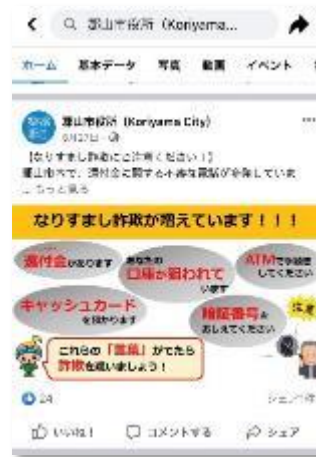 郡山市役所 (Koriyama...
ホーム 基本データ 写真 動画 イベント
郡山市役所 (Koriyama City)
【なりすまし詐欺にご注意ください!】
郡山市内で、還付金に関する不審な電話が多発していま
... もっと見る
なりすまし詐欺が増えています!!!
還付金があります
あなたの
口座が狙われて
います
ATMで手続き
してください
キャッシュカード
を預かります
暗証番号を
おしえてください
注意
これらの「言葉」がでたら
詐欺を疑いましょう!
24
いいね!
コメントする
シェア